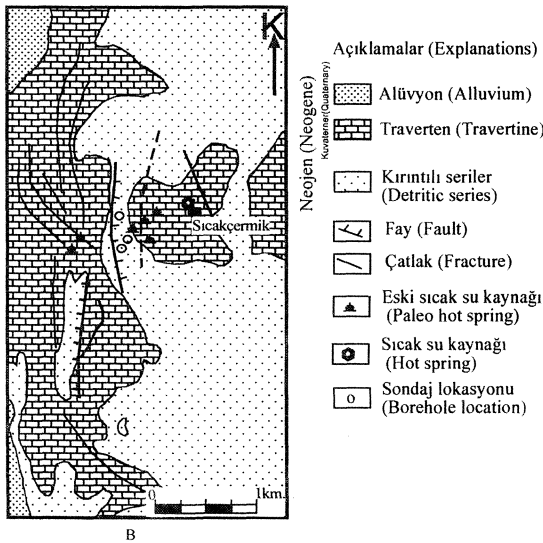 K
Açıklamalar (Explanations)
Kuvaterner(Quaternary)
Alüvyon (Alluvium)
Traverten (Travertine)
Neojen (Neogene)
Kırıntılı seriler
(Detritic series)
Fay (Fault)
Çatlak (Fracture)
Eski sıcak su kaynağı
(Paleo hot spring)
Sıcak su kaynağı
(Hot spring)
Sondaj lokasyonu
(Borehole location)
Sıcakçermik
0 1km.
B